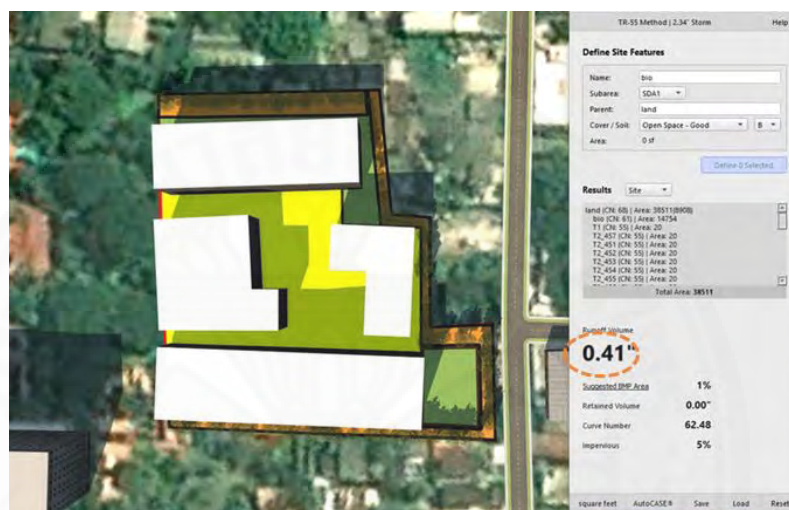 TR-55 Method | 2.34" Storm Help
Define Site Features
Name: bio
Subarea: SDA1
Parent: land
Cover / Soil: Open Space - Good B
Area: 0 sf
Define 0 Selected
Results Site
land (CN: 68) | Area: 38511(8908)
bio (CN: 61) | Area: 14754
T1 (CN: 55) | Area: 20
T2_457 (CN: 55) | Area: 20
T2_451 (CN: 55) | Area: 20
T2_452 (CN: 55) | Area: 20
T2_453 (CN: 55) | Area: 20
T2_454 (CN: 55) | Area: 20
T2_455 (CN: 55) | Area: 20
Total Area: 38511
Runoff Volume
0.41"
Suggested BMP Area 1%
Retained Volume 0.00"
Curve Number 62.48
Impervious 5%
square feet AutoCASE® Save Load Reset